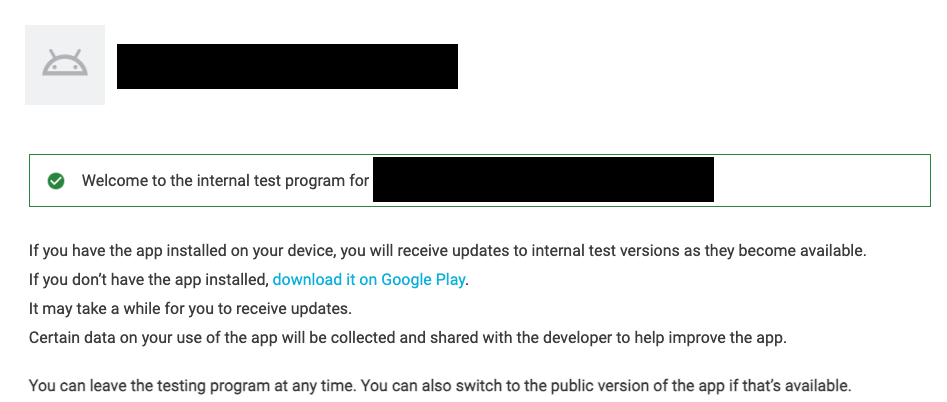 Welcome to the internal test program for
If you have the app installed on your device, you will receive updates to internal test versions as they become available.
If you don’t have the app installed, download it on Google Play.
It may take a while for you to receive updates.
Certain data on your use of the app will be collected and shared with the developer to help improve the app.
You can leave the testing program at any time. You can also switch to the public version of the app if that’s available.